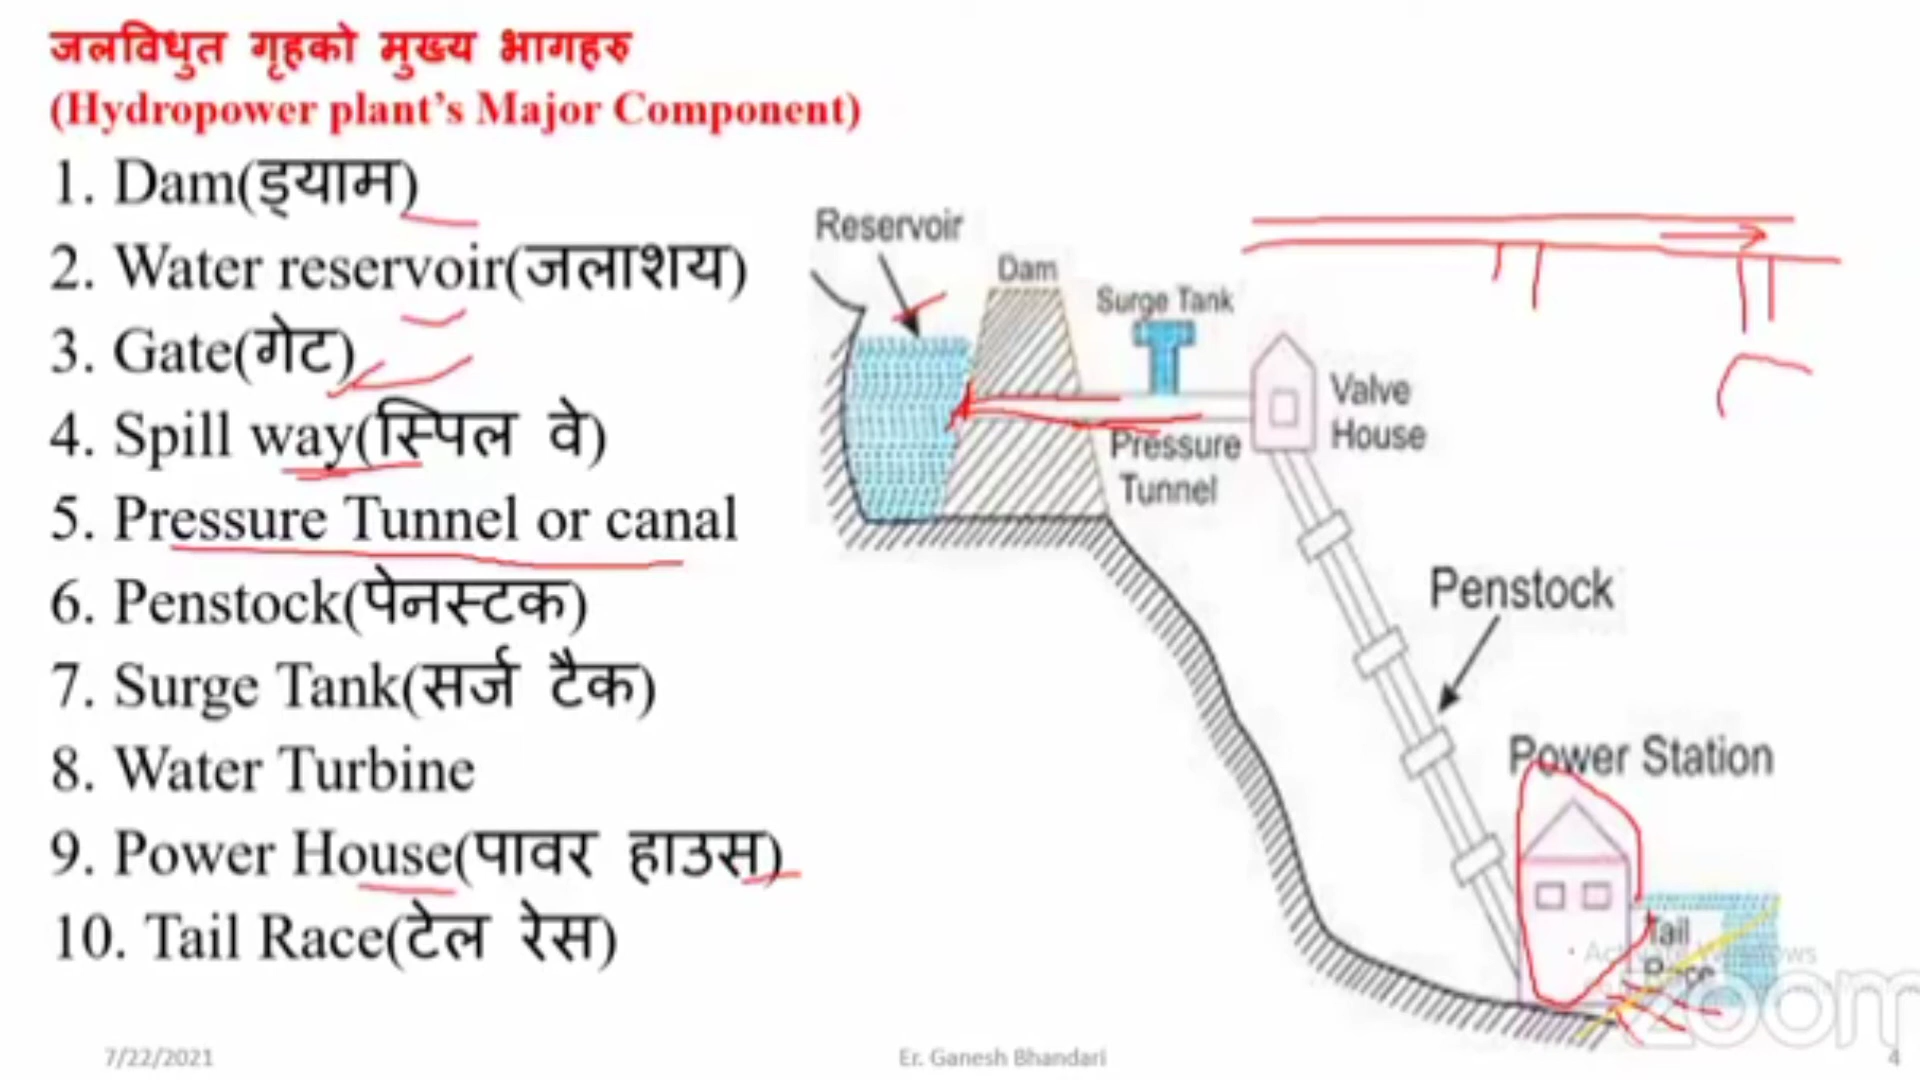 जलविधुत गृहको मुख्य भागहरु
(Hydropower plant's Major Component)
1. Dam(ड्याम)
2. Water reservoir(जलाशय)
3. Gate(गेट)
4. Spill way(स्पिल वे)
5. Pressure Tunnel or canal
6. Penstock(पेनस्टक)
7. Surge Tank(सर्ज टैक)
8. Water Turbine
9. Power House(पावर हाउस)
10. Tail Race(टेल रेस)
Reservoir
Dam
Surge Tank
Valve
House
Pressure
Tunnel
Penstock
Power Station
Tail
Race
zoom
7/22/2021
Er. Ganesh Bhandari
4